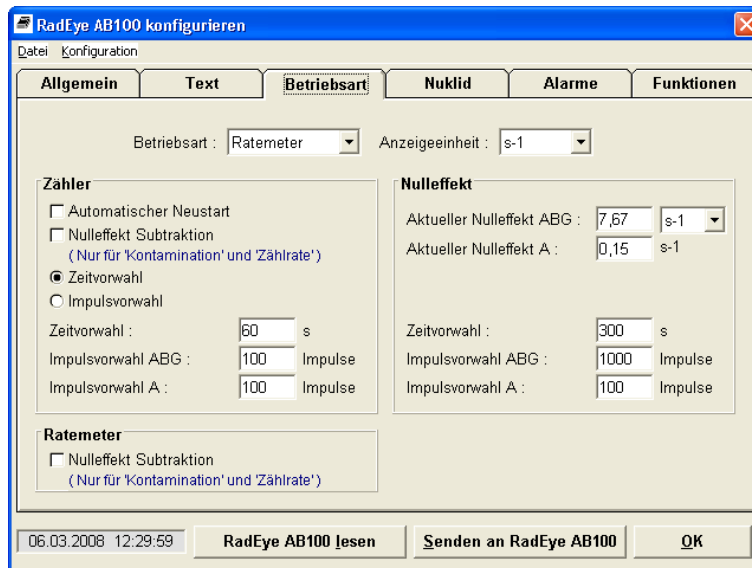 RadEye AB100 konfigurieren
Datei Konfiguration
Allgemein Text Betriebsart Nuklid Alarme Funktionen
Betriebsart : Ratemeter Anzeigeeinheit : s-1
Zähler
Automatischer Neustart
Nulleffekt Subtraktion
( Nur für 'Kontamination' und 'Zählrate' )
Zeitvorwahl
Impulsvorwahl
Zeitvorwahl : 60 s
Impulsvorwahl ABG : 100 Impulse
Impulsvorwahl A : 100 Impulse
Nulleffekt
Aktueller Nulleffekt ABG : 7,67 s-1
Aktueller Nulleffekt A : 0,15 s-1
Zeitvorwahl : 300 s
Impulsvorwahl ABG : 1000 Impulse
Impulsvorwahl A : 100 Impulse
Ratemeter
Nulleffekt Subtraktion
( Nur für 'Kontamination' und 'Zählrate' )
06.03.2008 12:29:59 RadEye AB100 lesen Senden an RadEye AB100 OK